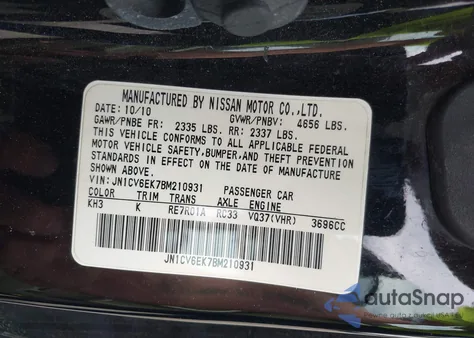 MANUFACTURED BY NISSAN MOTOR CO.,LTD.
DATE: 10/10 GVWR/PNBV: 4656 LBS.
GAWR/PNBE FR: 2335 LBS. RR: 2337 LBS.
THIS VEHICLE CONFORMS TO ALL APPLICABLE FEDERAL
MOTOR VEHICLE SAFETY,BUMPER,AND THEFT PREVENTION
STANDARDS IN EFFECT ON THE DATE OF MANUFACTURE
SHOWN ABOVE.
VIN: JN1CV6EK7BM210931 PASSENGER CAR
COLOR TRIM TRANS AXLE ENGINE
KH3 K RE7R01A RC33 VQ37(VHR) 3696CC
JN1CV6EK7BM210931
autaSnap